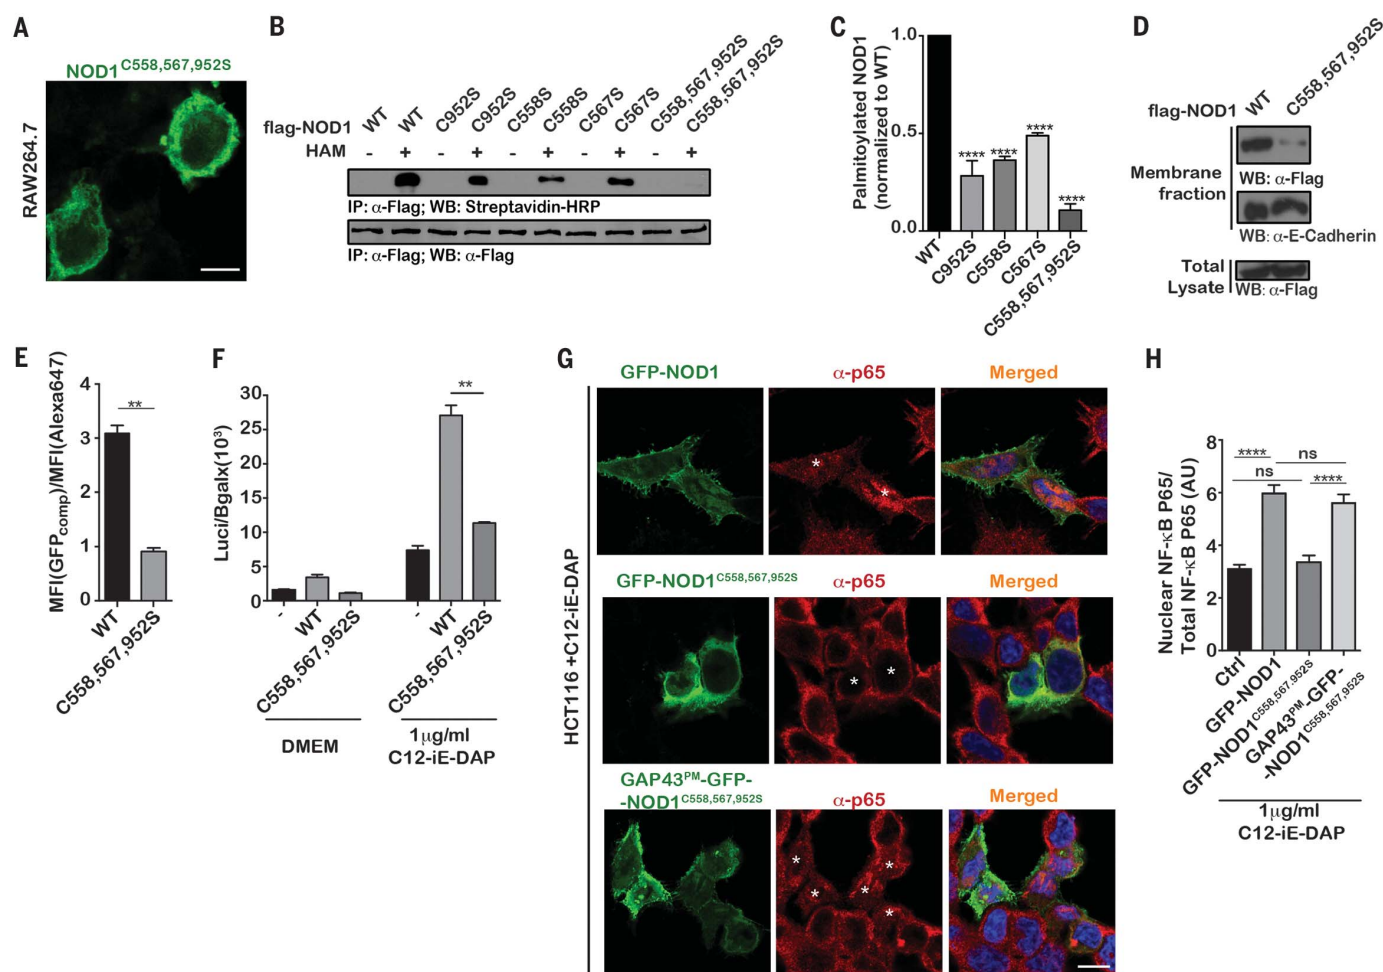 A
NOD1C558,567,952S
RAW264.7
B
flag-NOD1 WT WT C952S C952S C558S C558S C567S C567S C558,567,952S C558,567,952S
HAM - + - + - + - + - +
IP: α-Flag; WB: Streptavidin-HRP
IP: α-Flag; WB: α-Flag
C
Palmitoylated NOD1
(normalized to WT)
1.0
0.5
0.0
**** **** **** ****
WT C952S C558S C567S C558,567,952S
D
flag-NOD1 WT C558,567,952S
Membrane
fraction
WB: α-Flag
WB: α-E-Cadherin
Total
Lysate
WB: α-Flag
E
MFI(GFPcomp)/MFI(Alexa647)
4
3
2
1
0
**
WT C558,567,952S
F
Luci/Bgalx(10³)
30
25
20
15
10
5
0
**
- WT C558,567,952S - WT C558,567,952S
DMEM
1μg/ml
C12-iE-DAP
G
HCT116 +C12-iE-DAP
GFP-NOD1 α-p65 Merged
* *
GFP-NOD1C558,567,952S α-p65 Merged
* *
GAP43PM-GFP-
-NOD1C558,567,952S α-p65 Merged
* * * * *
H
Nuclear NF-κB P65/
Total NF-κB P65 (AU)
8
6
4
2
0
**** ns
ns ****
Ctrl GFP-NOD1 GFP-NOD1C558,567,952S GAP43PM-GFP-
-NOD1C558,567,952S
1μg/ml
C12-iE-DAP